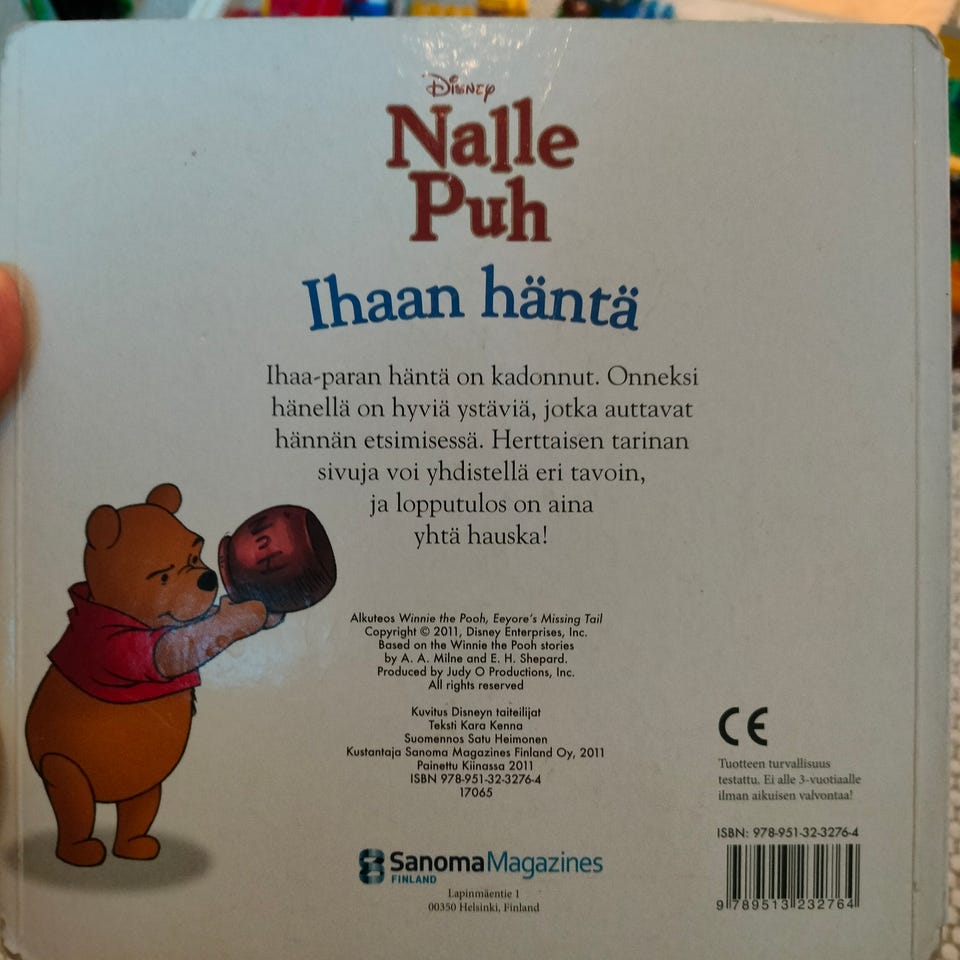 Disney
Nalle
Puh
Ihaan häntä
Ihaa-paran häntä on kadonnut. Onneksi
hänellä on hyviä ystäviä, jotka auttavat
hännän etsimisessä. Herttaisen tarinan
sivuja voi yhdistellä eri tavoin,
ja lopputulos on aina
yhtä hauska!
HUN
Alkuteos Winnie the Pooh, Eeyore's Missing Tail
Copyright © 2011, Disney Enterprises, Inc.
Based on the Winnie the Pooh stories
by A. A. Milne and E. H. Shepard.
Produced by Judy O Productions, Inc.
All rights reserved
Kuvitus Disneyn taiteilijat
Teksti Kara Kenna
Suomennos Satu Heimonen
Kustantaja Sanoma Magazines Finland Oy, 2011
Painettu Kiinassa 2011
ISBN 978-951-32-3276-4
17065
CE
Tuotteen turvallisuus
testattu. Ei alle 3-vuotiaalle
ilman aikuisen valvontaa!
ISBN: 978-951-32-3276-4
9 789513 232764
SanomaMagazines
FINLAND
Lapinmäentie 1
00350 Helsinki, Finland